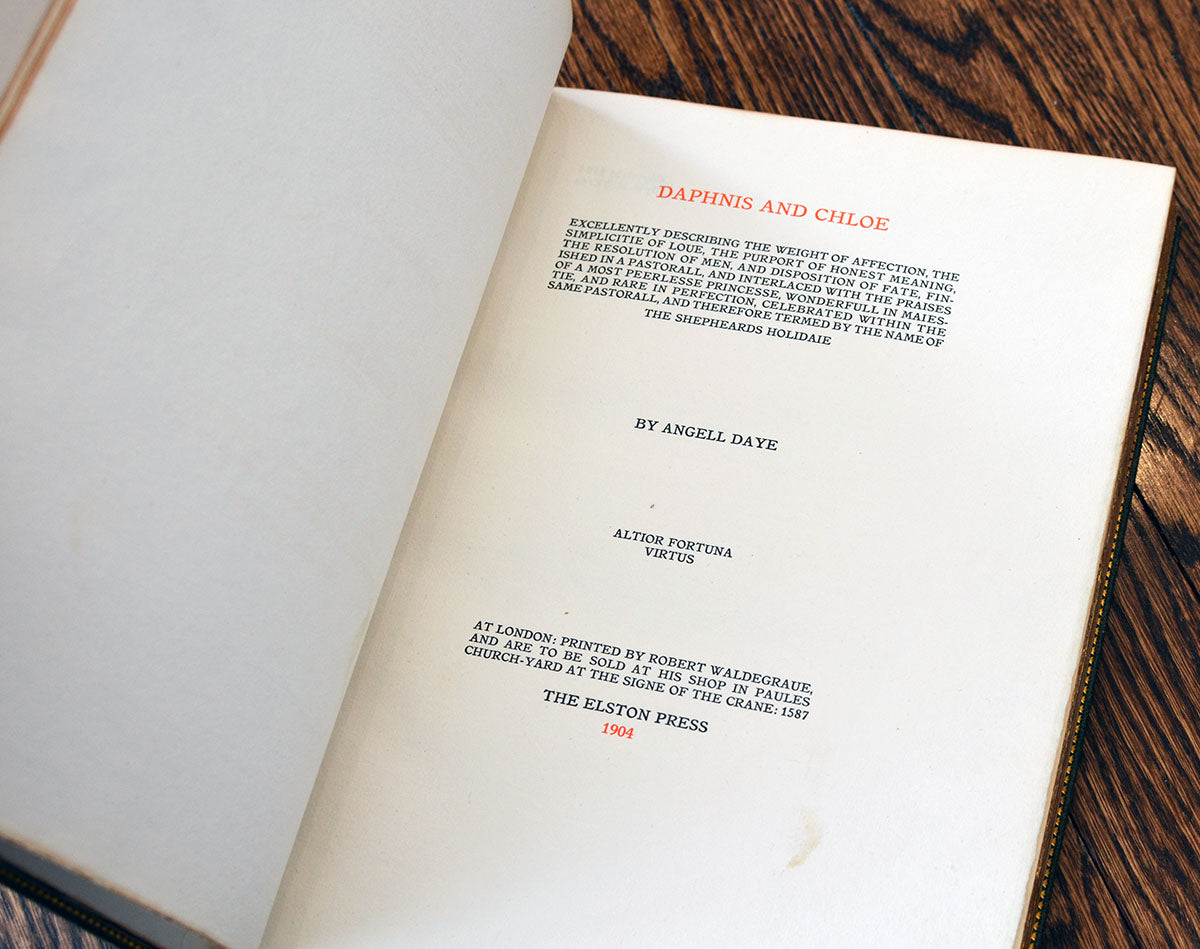 DAPHNIS AND CHLOE
EXCELLENTLY DESCRIBING THE WEIGHT OF AFFECTION, THE
SIMPLICITIE OF LOUE, THE PURPORT OF HONEST MEANING,
THE RESOLUTION OF MEN, AND DISPOSITION OF FATE, FIN-
ISHED IN A PASTORALL, AND INTERLACED WITH THE PRAISES
OF A MOST PEERLESSE PRINCESSE, WONDERFULL IN MAIES-
TIE, AND RARE IN PERFECTION, CELEBRATED WITHIN THE
SAME PASTORALL, AND THEREFORE TERMED BY THE NAME OF
THE SHEPHEARDS HOLIDAIE
BY ANGELL DAYE
ALTIOR FORTUNA
VIRTUS
AT LONDON: PRINTED BY ROBERT WALDEGRAUE,
AND ARE TO BE SOLD AT HIS SHOP IN PAULES
CHURCH-YARD AT THE SIGNE OF THE CRANE: 1587
THE ELSTON PRESS
1904